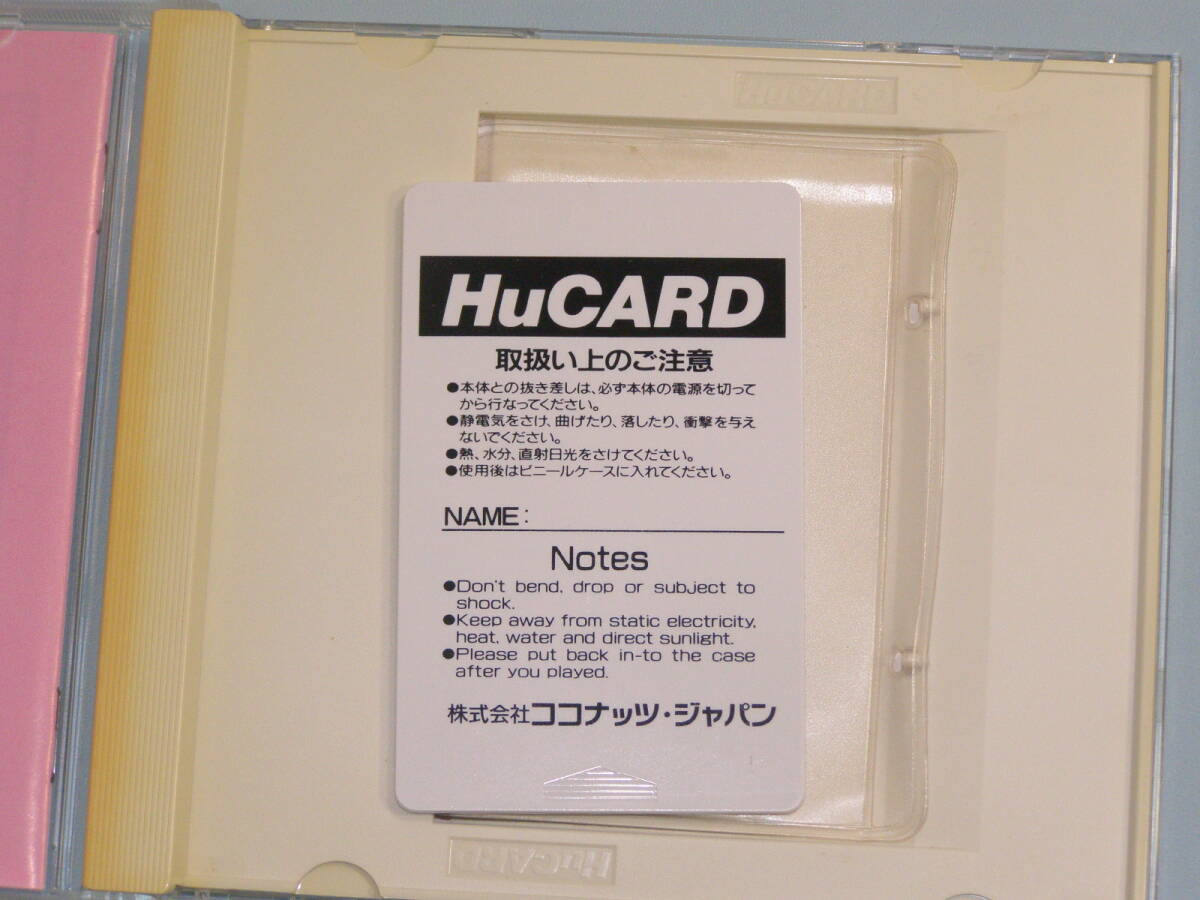 HuCARD
HuCARD
取扱い上のご注意
●本体との抜き差しは、必ず本体の電源を切って
から行なってください。
●静電気をさけ、曲げたり、落したり、衝撃を与え
ないでください。
●熱、水分、直射日光をさけてください。
●使用後はビニールケースに入れてください。
NAME:
Notes
●Don't bend, drop or subject to
shock.
●Keep away from static electricity,
heat, water and direct sunlight.
●Please put back in-to the case
after you played.
株式会社ココナッツ・ジャパン
HuCARD